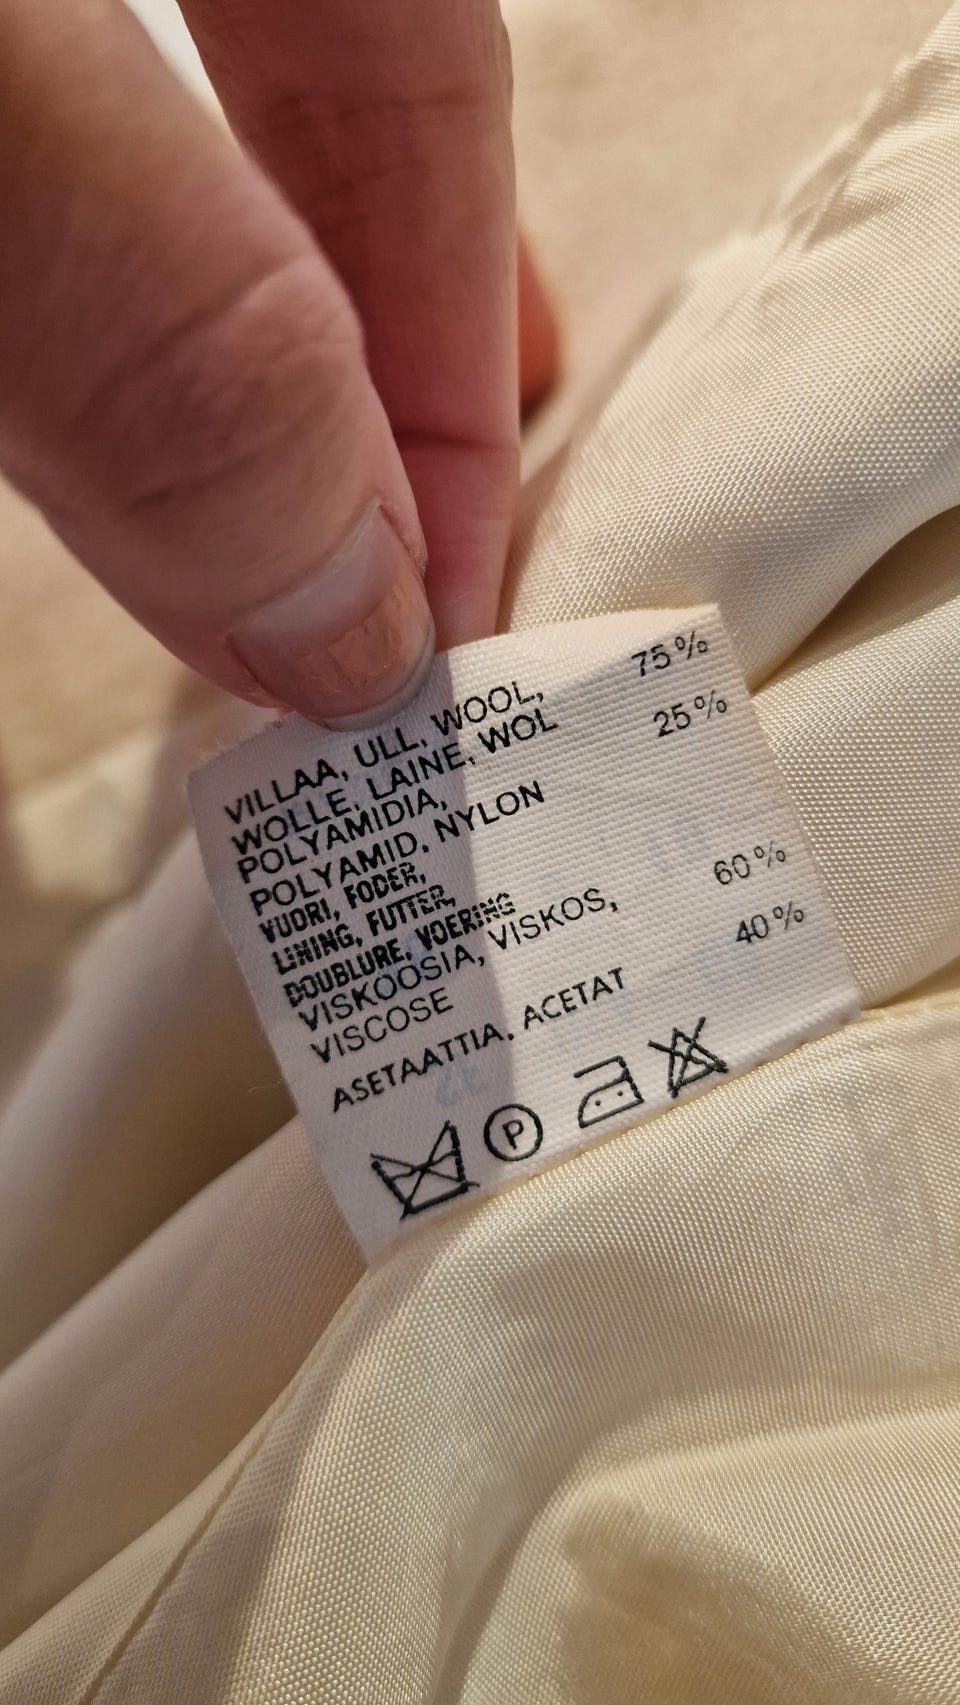 VILLAA, ULL, WOOL, 75%
WOLLE, LAINE, WOL
POLYAMIDIA, 25%
POLYAMID, NYLON
VUORI, FODER,
LINING, FUTTER,
DOUBLURE, VOERING
VISKOOSIA, VISKOS, 60%
VISCOSE
ASETAATTIA, ACETAT 40%
P